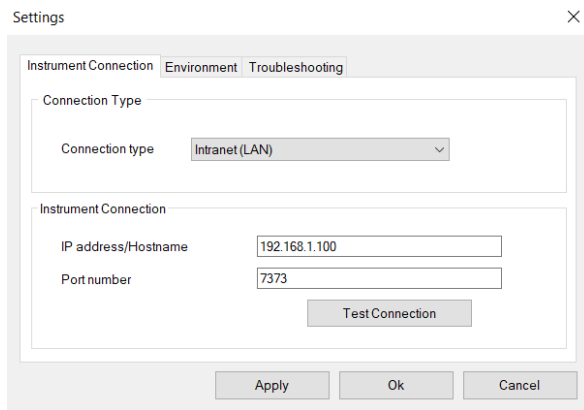 Settings
Instrument Connection Environment Troubleshooting
Connection Type
Connection type Intranet (LAN)
Instrument Connection
IP address/Hostname 192.168.1.100
Port number 7373
Test Connection
Apply Ok Cancel